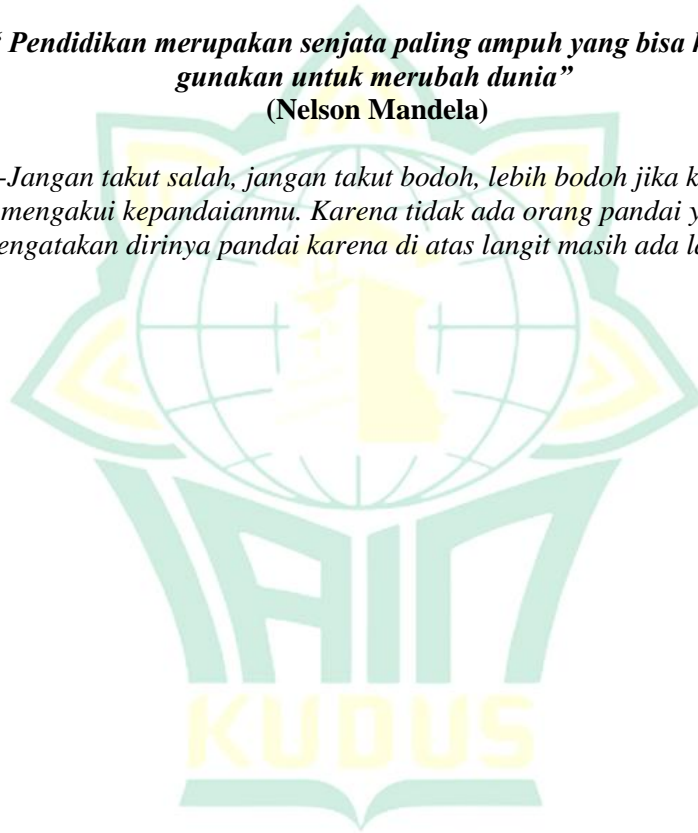 Pendidikan merupakan senjata paling ampuh yang bisa
gunakan untuk merubah dunia”
(Nelson Mandela)
-Jangan takut salah, jangan takut bodoh, lebih bodoh jika
mengakui kepandaianmu. Karena tidak ada orang pandai
engatakan dirinya pandai karena di atas langit masih ada
IAIN
KUDUS